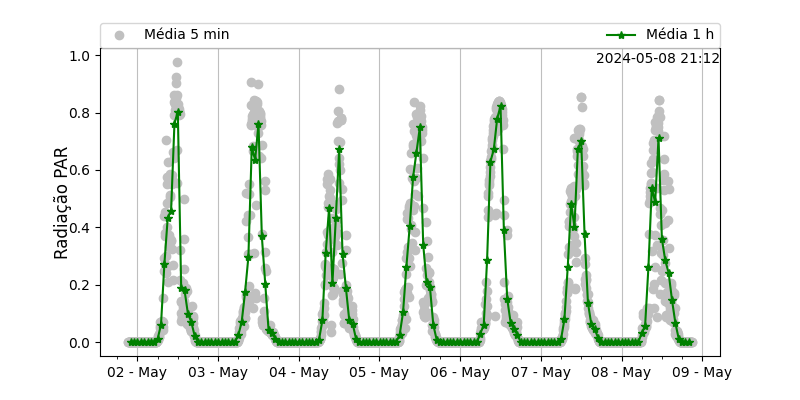 Média 5 min
Média 1 h
2024-05-08 21:12
Radiação PAR
1.0
0.8
0.6
0.4
0.2
0.0
02 - May
03 - May
04 - May
05 - May
06 - May
07 - May
08 - May
09 - May